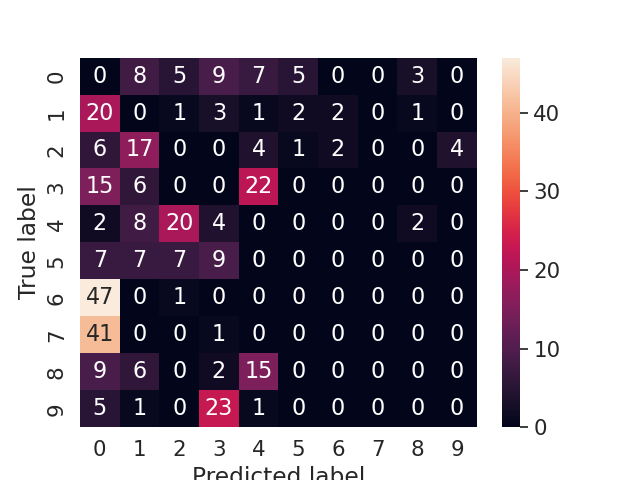 0 0 8 5 9 7 5 0 0 3 0
1 20 0 1 3 1 2 2 0 1 0
2 6 17 0 0 4 1 2 0 0 4
3 15 6 0 0 22 0 0 0 0 0
4 2 8 20 4 0 0 0 0 2 0
5 7 7 7 9 0 0 0 0 0 0
6 47 0 1 0 0 0 0 0 0 0
7 41 0 0 1 0 0 0 0 0 0
8 9 6 0 2 15 0 0 0 0 0
9 5 1 0 23 1 0 0 0 0 0
0 1 2 3 4 5 6 7 8 9
Predicted label
True label
40
30
20
10
0